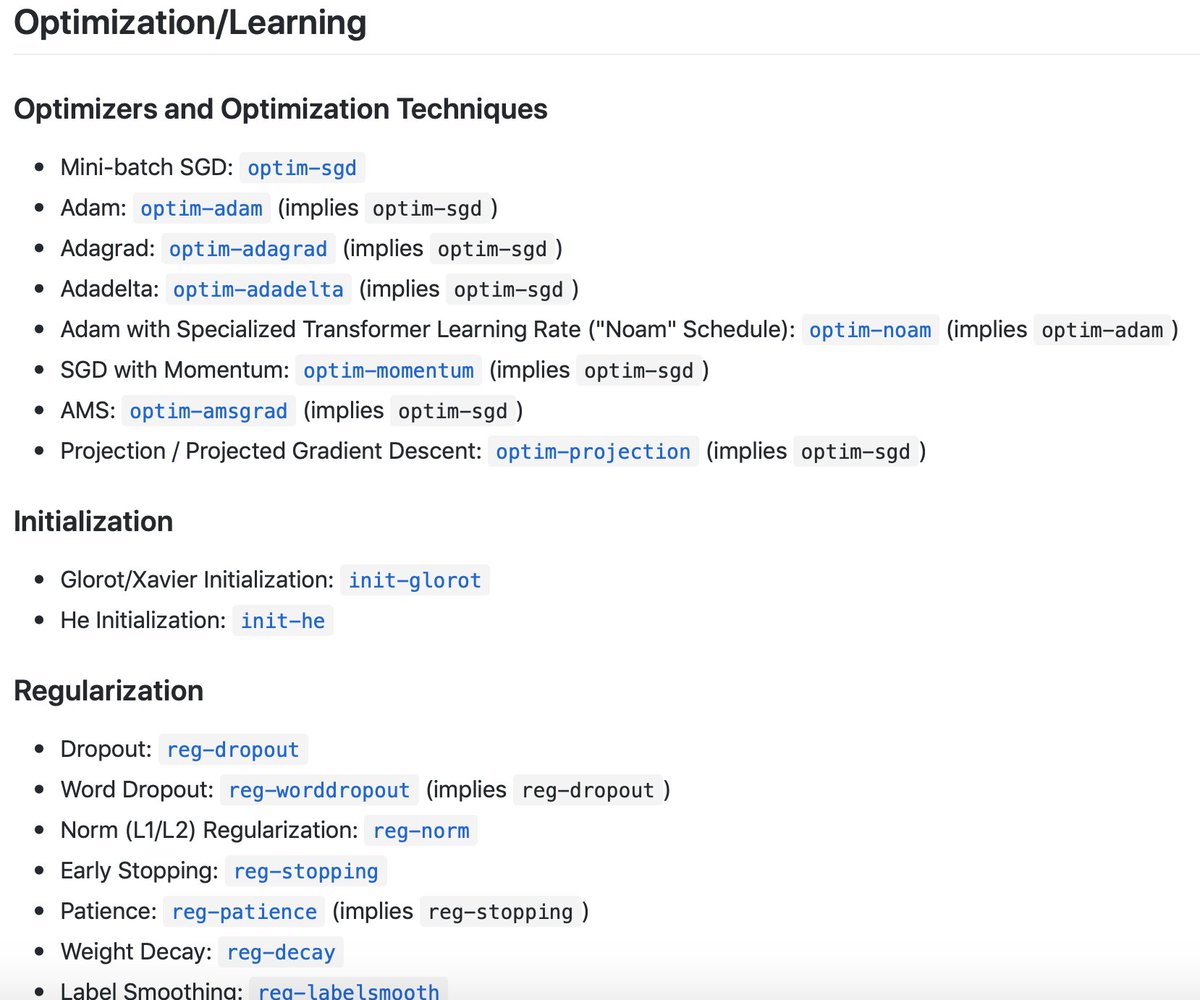 Optimization/Learning
Optimizers and Optimization Techniques
Mini-batch SGD: optim-sgd
Adam: optim-adam (implies optim-sgd )
Adagrad: optim-adagrad (implies optim-sgd )
Adadelta: optim-adadelta (implies optim-sgd )
Adam with Specialized Transformer Learning Rate ("Noam" Schedule): optim-noam (implies optim-adam )
SGD with Momentum: optim-momentum (implies optim-sgd )
AMS: optim-amsgrad (implies optim-sgd )
Projection / Projected Gradient Descent: optim-projection (implies optim-sgd )
Initialization
Glorot/Xavier Initialization: init-glorot
He Initialization: init-he
Regularization
Dropout: reg-dropout
Word Dropout: reg-worddropout (implies reg-dropout )
Norm (L1/L2) Regularization: reg-norm
Early Stopping: reg-stopping
Patience: reg-patience (implies reg-stopping )
Weight Decay: reg-decay
Label Smoothing: reg-labelsmooth